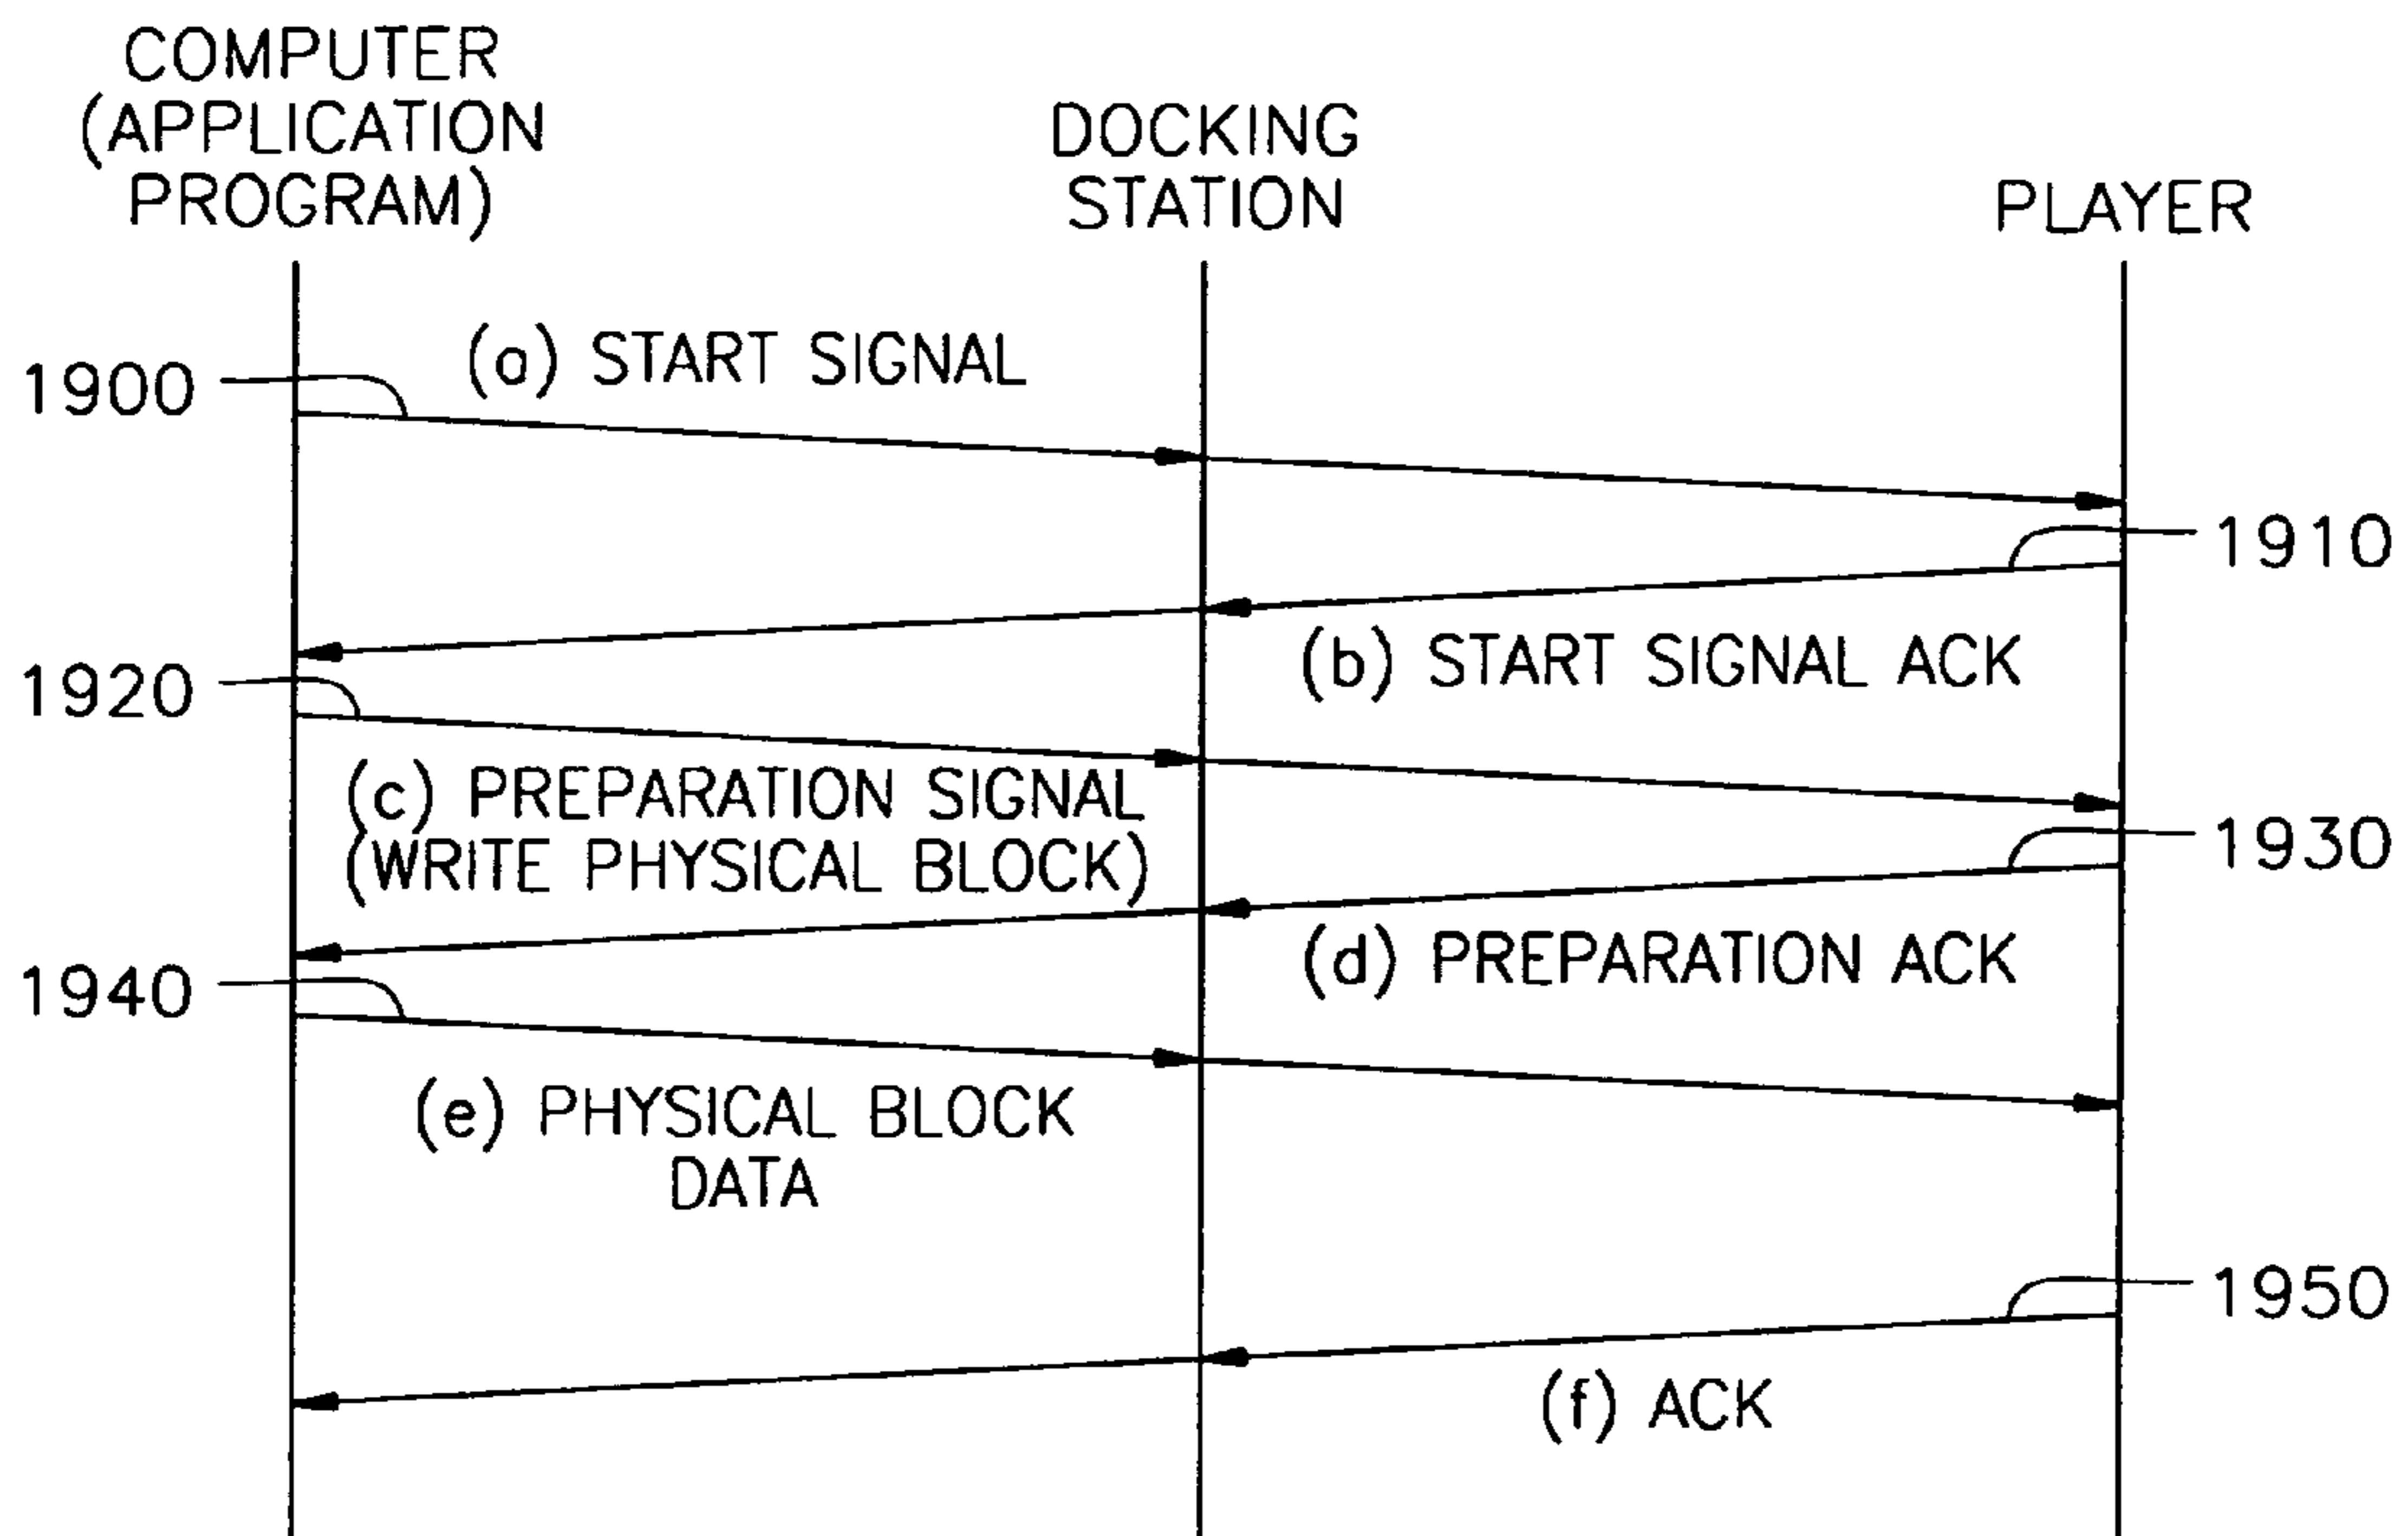 COMPUTER
(APPLICATION
PROGRAM)
DOCKING
STATION
PLAYER
(a) START SIGNAL
1900
1910
(b) START SIGNAL ACK
1920
(c) PREPARATION SIGNAL
(WRITE PHYSICAL BLOCK)
1930
(d) PREPARATION ACK
1940
(e) PHYSICAL BLOCK
DATA
1950
(f) ACK